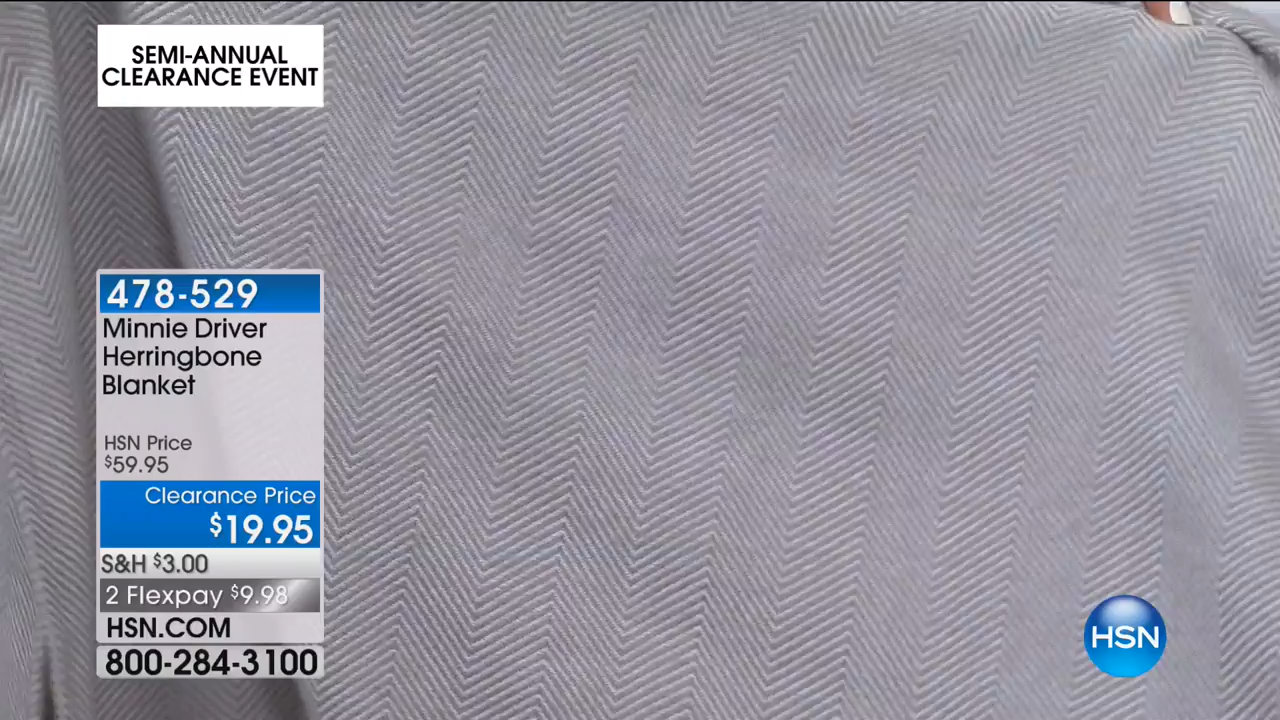 SEMI-ANNUAL
CLEARANCE EVENT
478-529
Minnie Driver
Herringbone
Blanket
HSN Price
$59.95
Clearance Price
$19.95
S&H $3.00
2 Flexpay $9.98
HSN.COM
800-284-3100
HSN